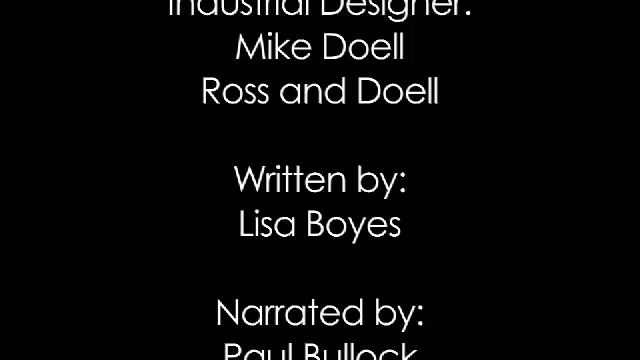 Industrial Designer:
Mike Doell
Ross and Doell
Written by:
Lisa Boyes
Narrated by:
Paul Bullock